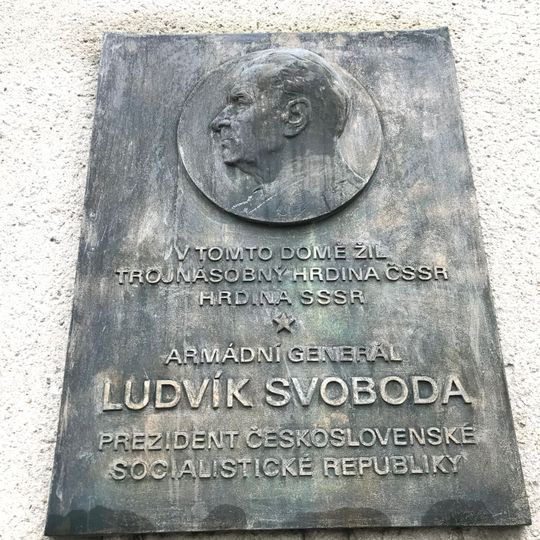 V TOMTO DOMĚ ŽIL
TROJNÁSOBNÝ HRDINA ČSSR
HRDINA SSSR
ARMÁDNÍ GENERÁL
LUDVÍK SVOBODA
PREZIDENT ČESKOSLOVENSKÉ
SOCIALISTICKÉ REPUBLIKY